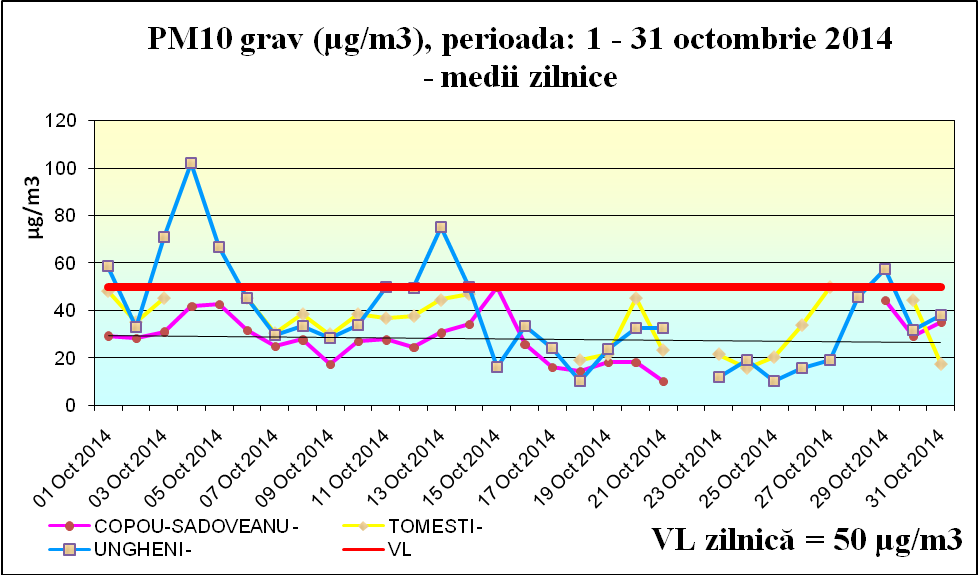 PM10 grav (µg/m3), perioada: 1 - 31 octombrie 2014
- medii zilnice
µg/m3
120
100
80
60
40
20
0
01 Oct 2014
03 Oct 2014
05 Oct 2014
07 Oct 2014
09 Oct 2014
11 Oct 2014
13 Oct 2014
15 Oct 2014
17 Oct 2014
19 Oct 2014
21 Oct 2014
23 Oct 2014
25 Oct 2014
27 Oct 2014
29 Oct 2014
31 Oct 2014
COPOU-SADOVEANU -
TOMESTI-
UNGHENI-
VL
VL zilnică = 50 µg/m3